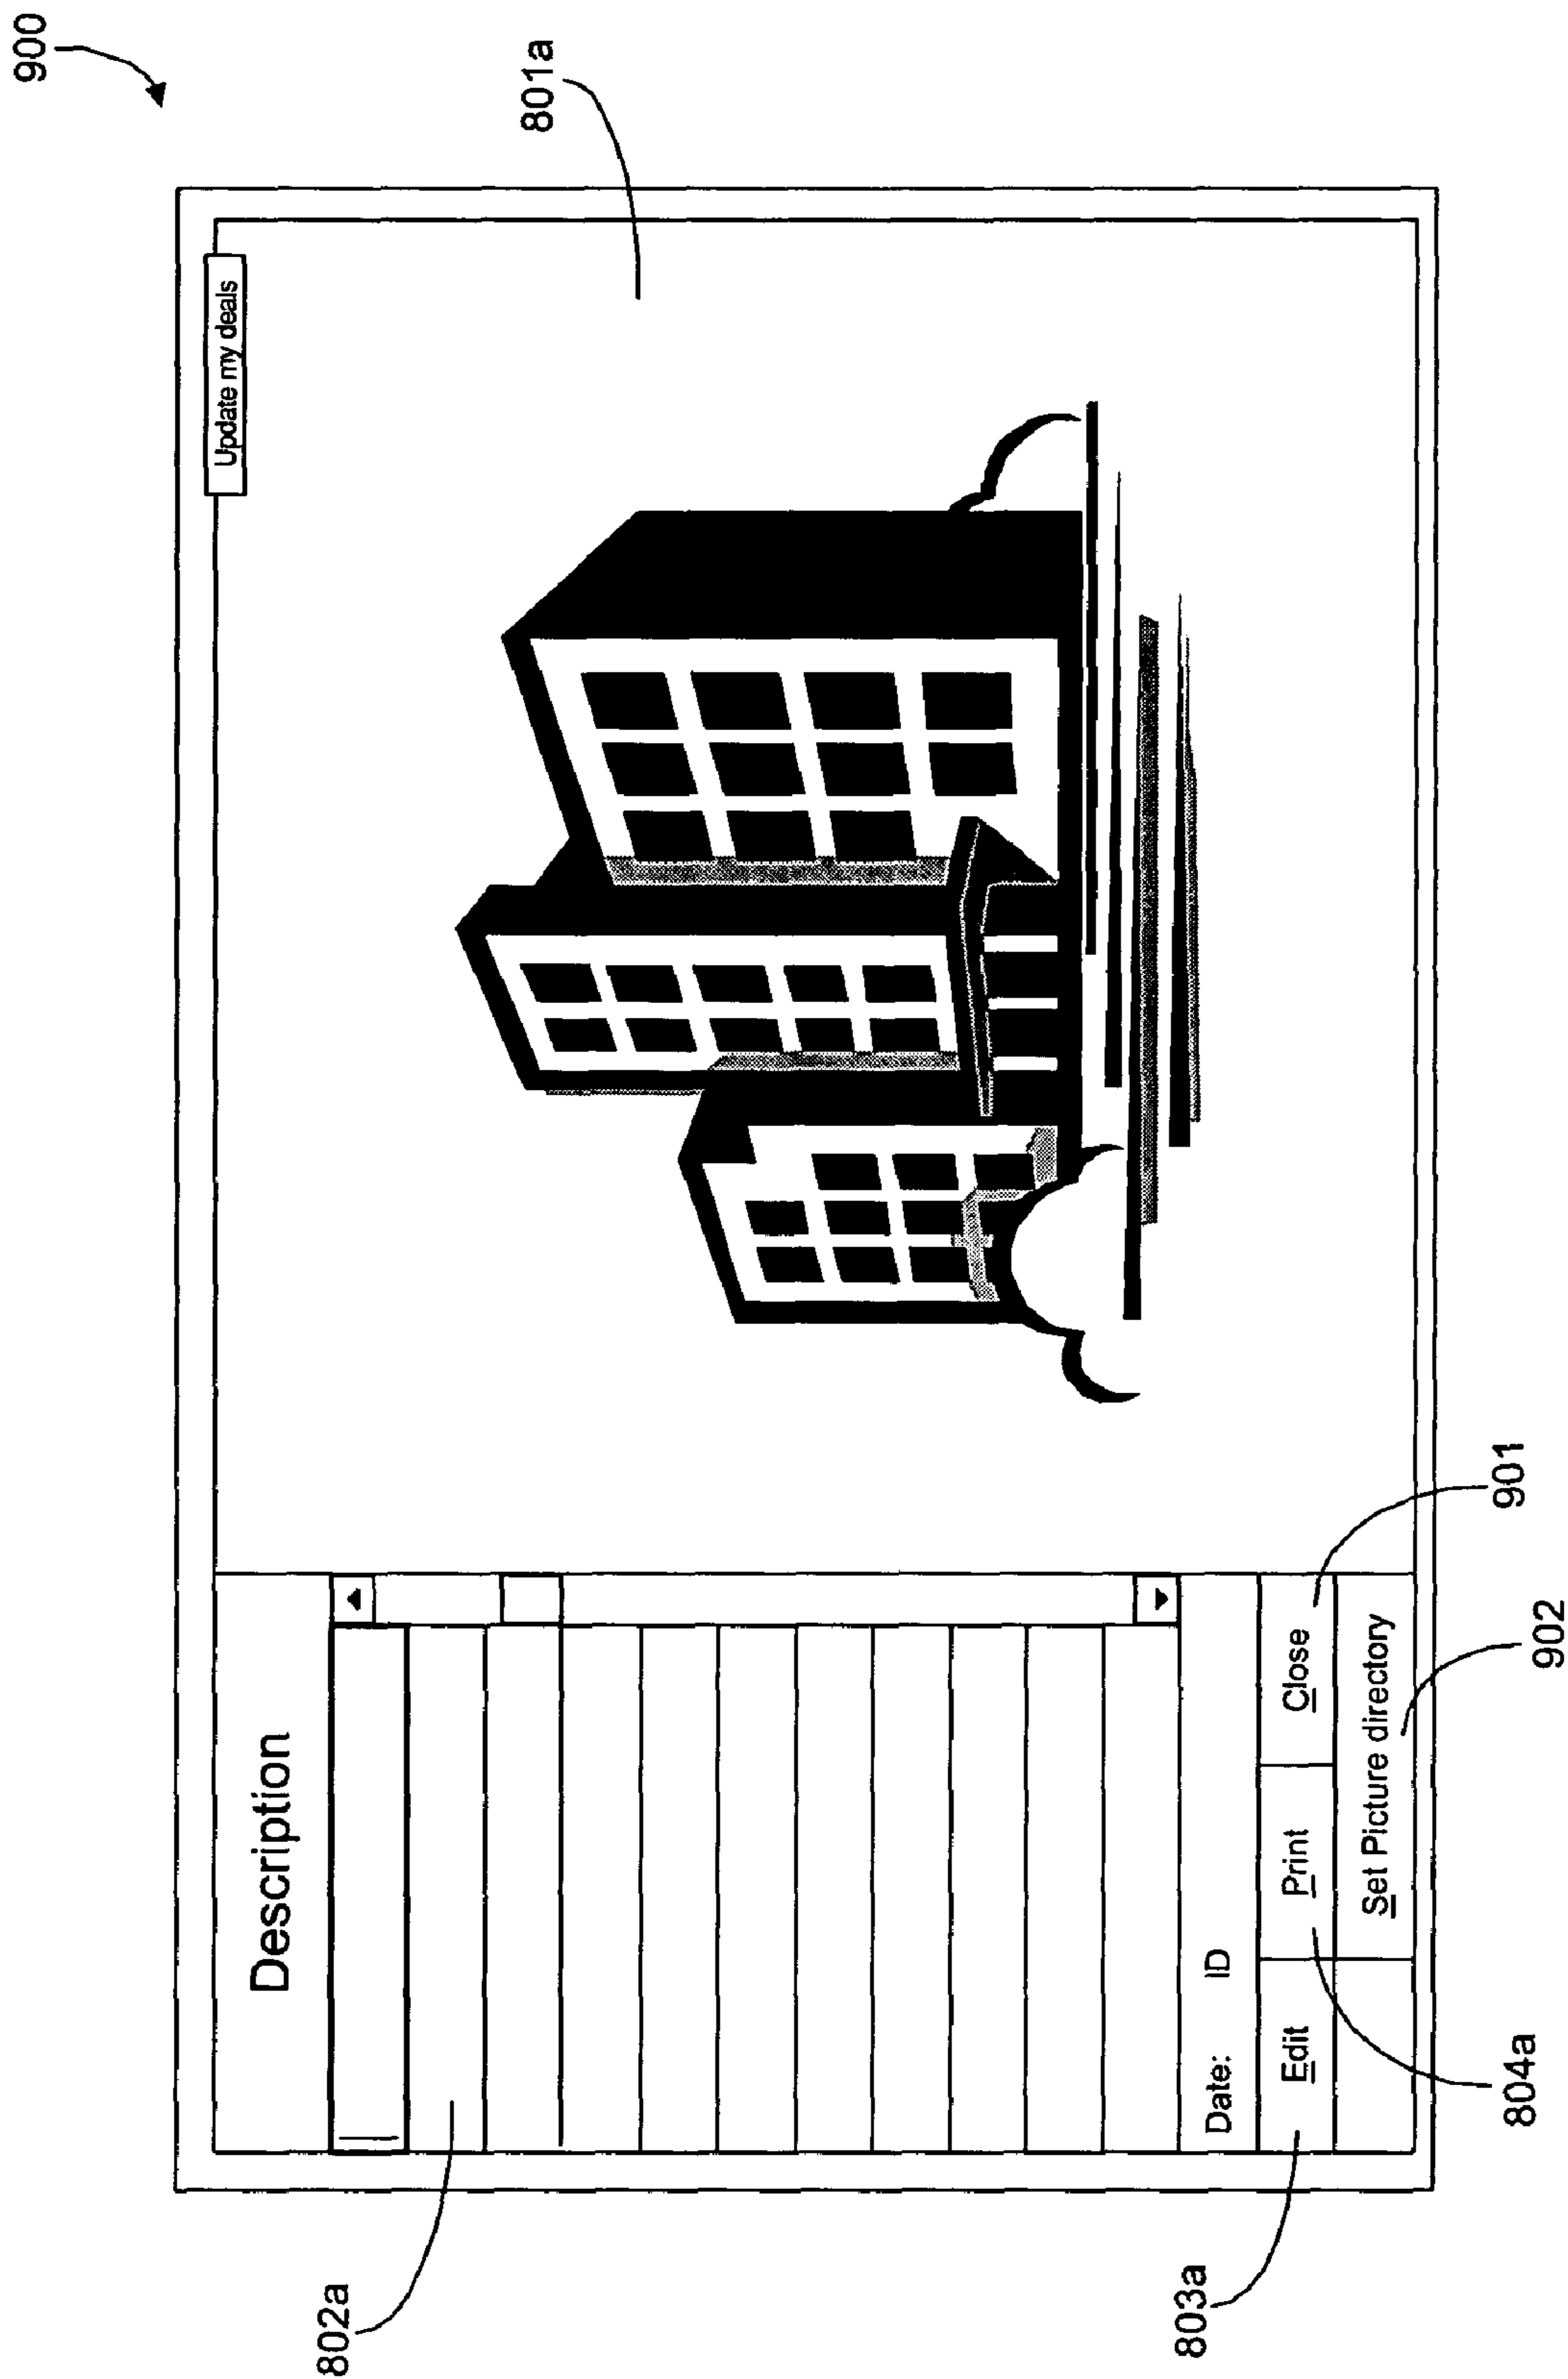 900
Update my deals
801a
Description
802a
Date: ID
Edit Print Close
Set Picture directory
803a
804a
901
902